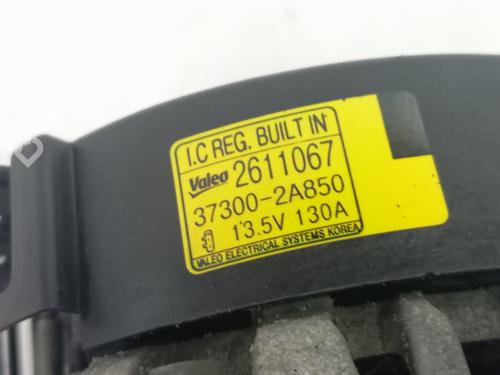 I.C REG. BUILT IN
Valeo 2611067
37300-2A850
13.5V 130A
VALEO ELECTRICAL SYSTEMS KOREA